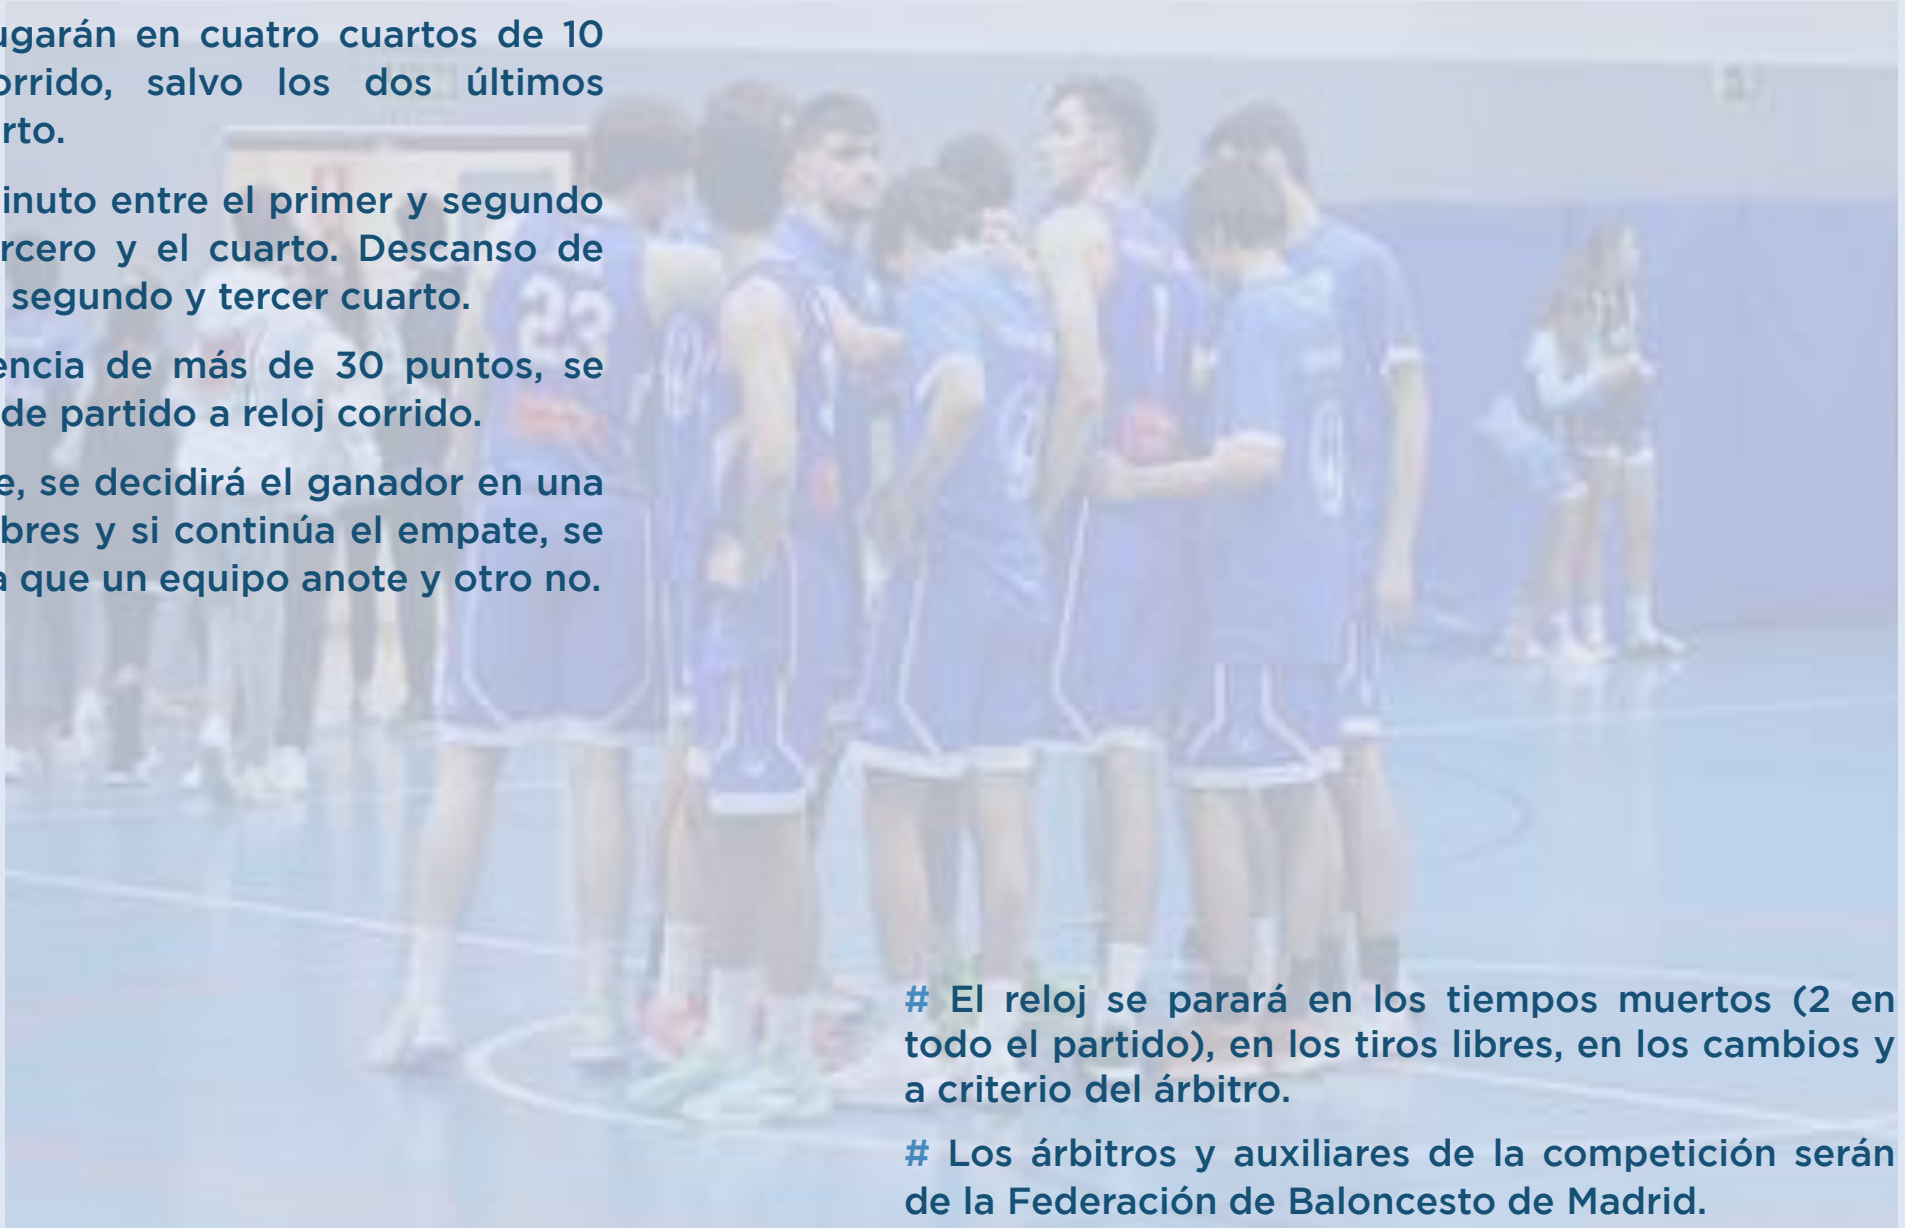 ugarán en cuatro cuartos de 10
orrido, salvo los dos últimos
rto.
inuto entre el primer y segundo
rcero y el cuarto. Descanso de
segundo y tercer cuarto.
encia de más de 30 puntos, se
de partido a reloj corrido.
e, se decidirá el ganador en una
bres y si continúa el empate, se
a que un equipo anote y otro no.
23
1
# El reloj se parará en los tiempos muertos (2 en
todo el partido), en los tiros libres, en los cambios y
a criterio del árbitro.
# Los árbitros y auxiliares de la competición serán
de la Federación de Baloncesto de Madrid.